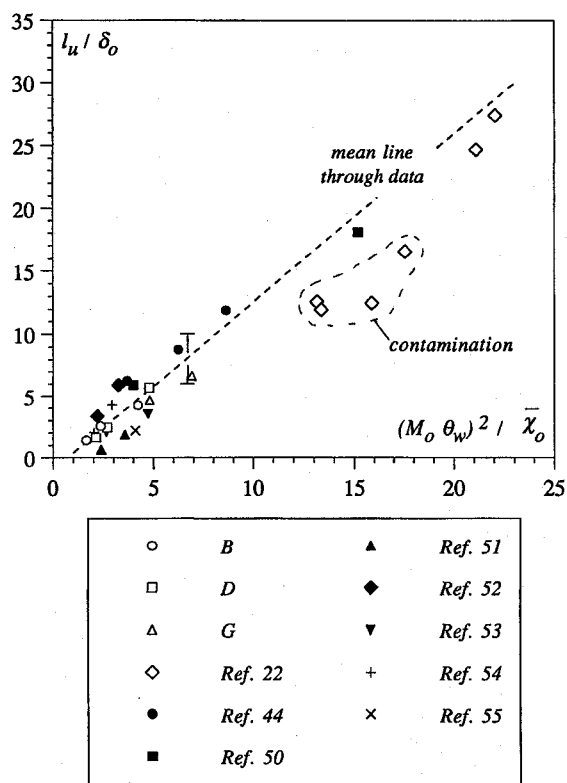 35
l_u / δ_o
30
25
20
15
10
5
0
mean line
through data
contamination
(M_o θ_w)² / χ̄_o
0 5 10 15 20 25
B Ref. 51
D Ref. 52
G Ref. 53
Ref. 22 Ref. 54
Ref. 44 Ref. 55
Ref. 50